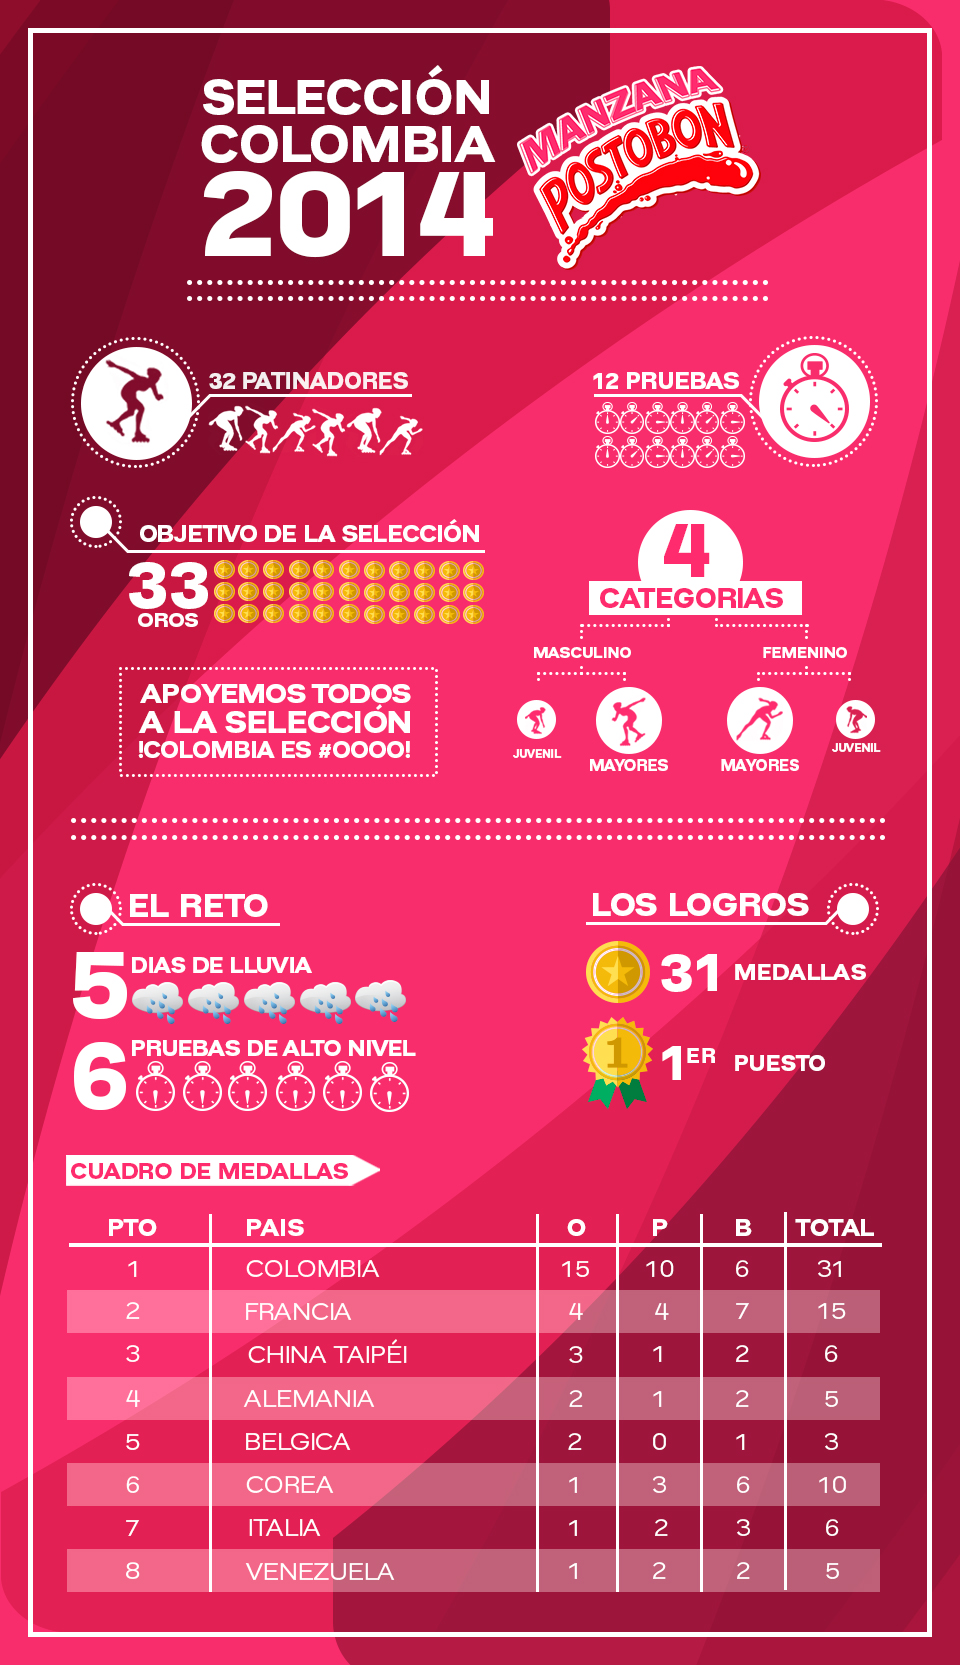 SELECCIÓN
COLOMBIA
2014
MANZANA
POSTOBON
32 PATINADORES
12 PRUEBAS
OBJETIVO DE LA SELECCIÓN
33
OROS
4
CATEGORIAS
MASCULINO
FEMENINO
JUVENIL
MAYORES
MAYORES
JUVENIL
APOYEMOS TODOS
A LA SELECCIÓN
!COLOMBIA ES #OOOO!
EL RETO
5 DIAS DE LLUVIA
6 PRUEBAS DE ALTO NIVEL
LOS LOGROS
31 MEDALLAS
1
1ER PUESTO
CUADRO DE MEDALLAS
PTO PAIS O P B TOTAL
1 COLOMBIA 15 10 6 31
2 FRANCIA 4 4 7 15
3 CHINA TAIPÉI 3 1 2 6
4 ALEMANIA 2 1 2 5
5 BELGICA 2 0 1 3
6 COREA 1 3 6 10
7 ITALIA 1 2 3 6
8 VENEZUELA 1 2 2 5